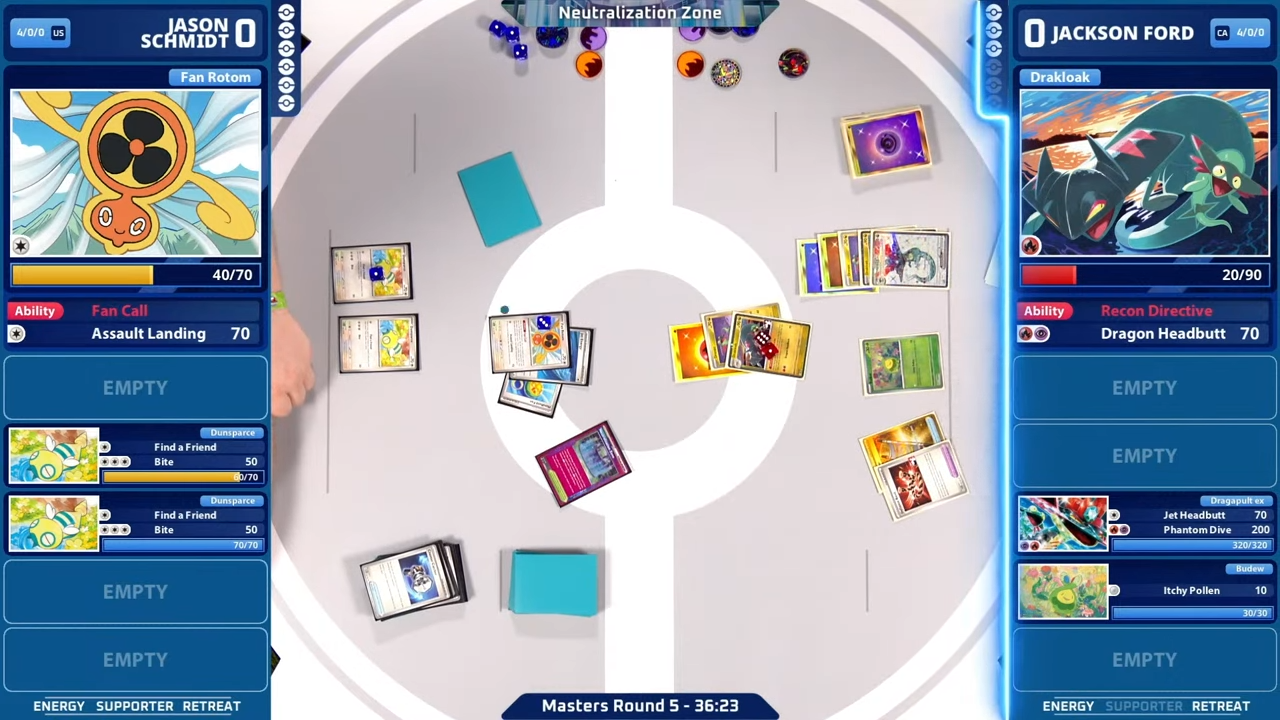 Neutralization Zone
4/0/0 US
JASON SCHMIDT 0
Fan Rotom
40/70
Ability Fan Call
Assault Landing 70
EMPTY
Dunsparce
Find a Friend
Bite 50
60/70
Dunsparce
Find a Friend
Bite 50
70/70
EMPTY
EMPTY
ENERGY SUPPORTER RETREAT
0 JACKSON FORD
CA 4/0/0
Drakloak
20/90
Ability Recon Directive
Dragon Headbutt 70
EMPTY
EMPTY
Dragapult ex
Jet Headbutt 70
Phantom Dive 200
320/320
Budew
Itchy Pollen 10
30/30
EMPTY
ENERGY SUPPORTER RETREAT
Masters Round 5 - 36:23